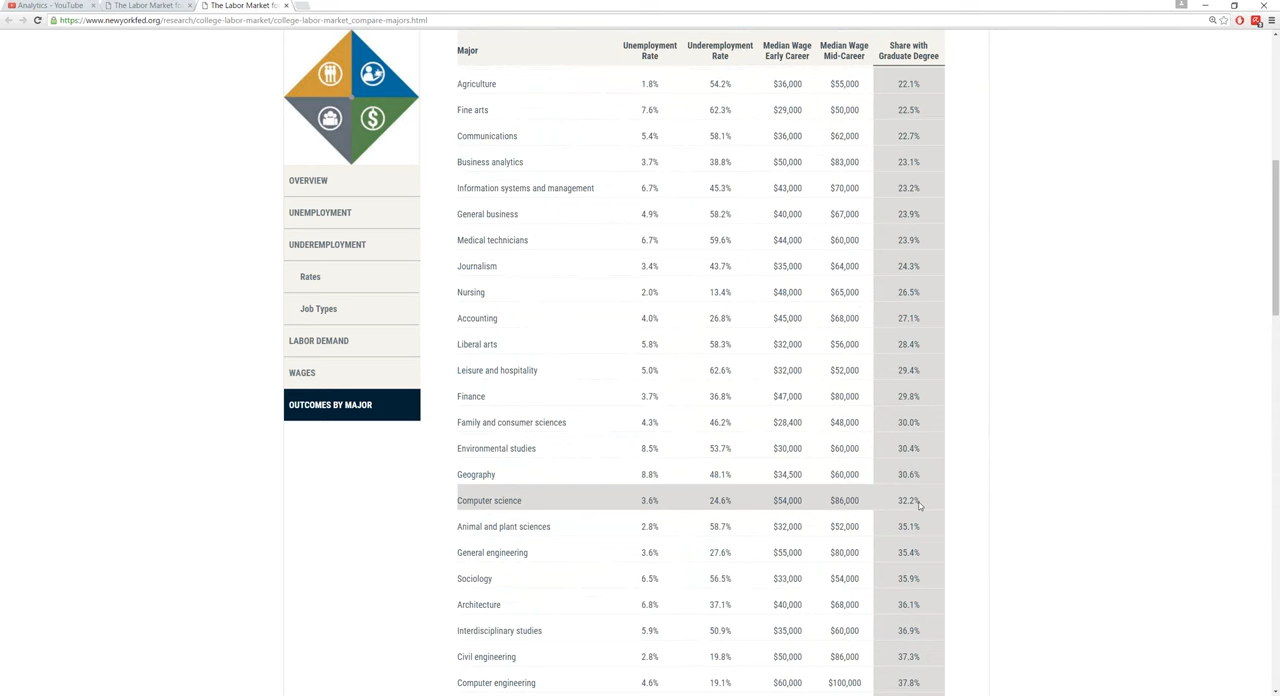 Analytics - YouTube
The Labor Market fo
The Labor Market fo
https://www.newyorkfed.org/research/college-labor-market/college-labor-market_compare-majors.html
OVERVIEW
UNEMPLOYMENT
UNDEREMPLOYMENT
Rates
Job Types
LABOR DEMAND
WAGES
OUTCOMES BY MAJOR
Major Unemployment Rate Underemployment Rate Median Wage Early Career Median Wage Mid-Career Share with Graduate Degree
Agriculture 1.8% 54.2% $36,000 $55,000 22.1%
Fine arts 7.6% 62.3% $29,000 $50,000 22.5%
Communications 5.4% 58.1% $36,000 $62,000 22.7%
Business analytics 3.7% 38.8% $50,000 $83,000 23.1%
Information systems and management 6.7% 45.3% $43,000 $70,000 23.2%
General business 4.9% 58.2% $40,000 $67,000 23.9%
Medical technicians 6.7% 59.6% $44,000 $60,000 23.9%
Journalism 3.4% 43.7% $35,000 $64,000 24.3%
Nursing 2.0% 13.4% $48,000 $65,000 26.5%
Accounting 4.0% 26.8% $45,000 $68,000 27.1%
Liberal arts 5.8% 58.3% $32,000 $56,000 28.4%
Leisure and hospitality 5.0% 62.6% $32,000 $52,000 29.4%
Finance 3.7% 36.8% $47,000 $80,000 29.8%
Family and consumer sciences 4.3% 46.2% $28,400 $48,000 30.0%
Environmental studies 8.5% 53.7% $30,000 $60,000 30.4%
Geography 8.8% 48.1% $34,500 $60,000 30.6%
Computer science 3.6% 24.6% $54,000 $86,000 32.2%
Animal and plant sciences 2.8% 58.7% $32,000 $52,000 35.1%
General engineering 3.6% 27.6% $55,000 $80,000 35.4%
Sociology 6.5% 56.5% $33,000 $54,000 35.9%
Architecture 6.8% 37.1% $40,000 $68,000 36.1%
Interdisciplinary studies 5.9% 50.9% $35,000 $60,000 36.9%
Civil engineering 2.8% 19.8% $50,000 $86,000 37.3%
Computer engineering 4.6% 19.1% $60,000 $100,000 37.8%